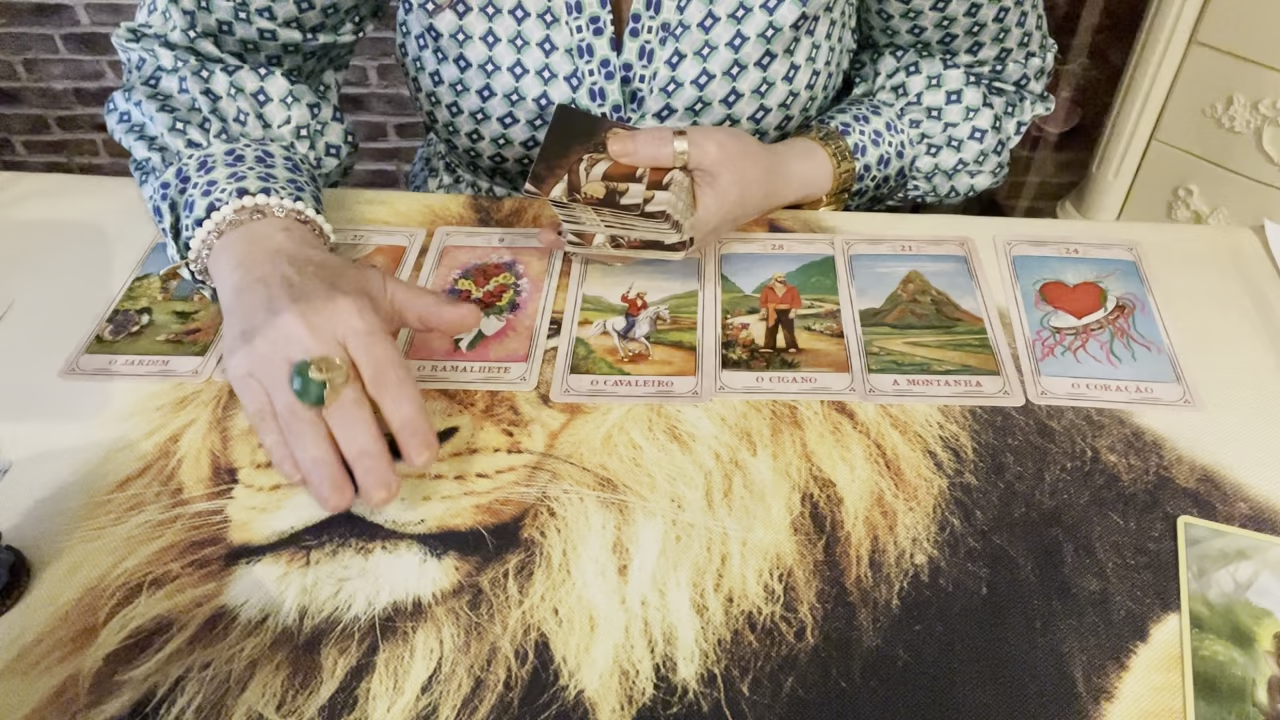 27
9
28
21
24
O JARDIM
O RAMALHETE
O CAVALEIRO
O CIGANO
A MONTANHA
O CORAÇÃO